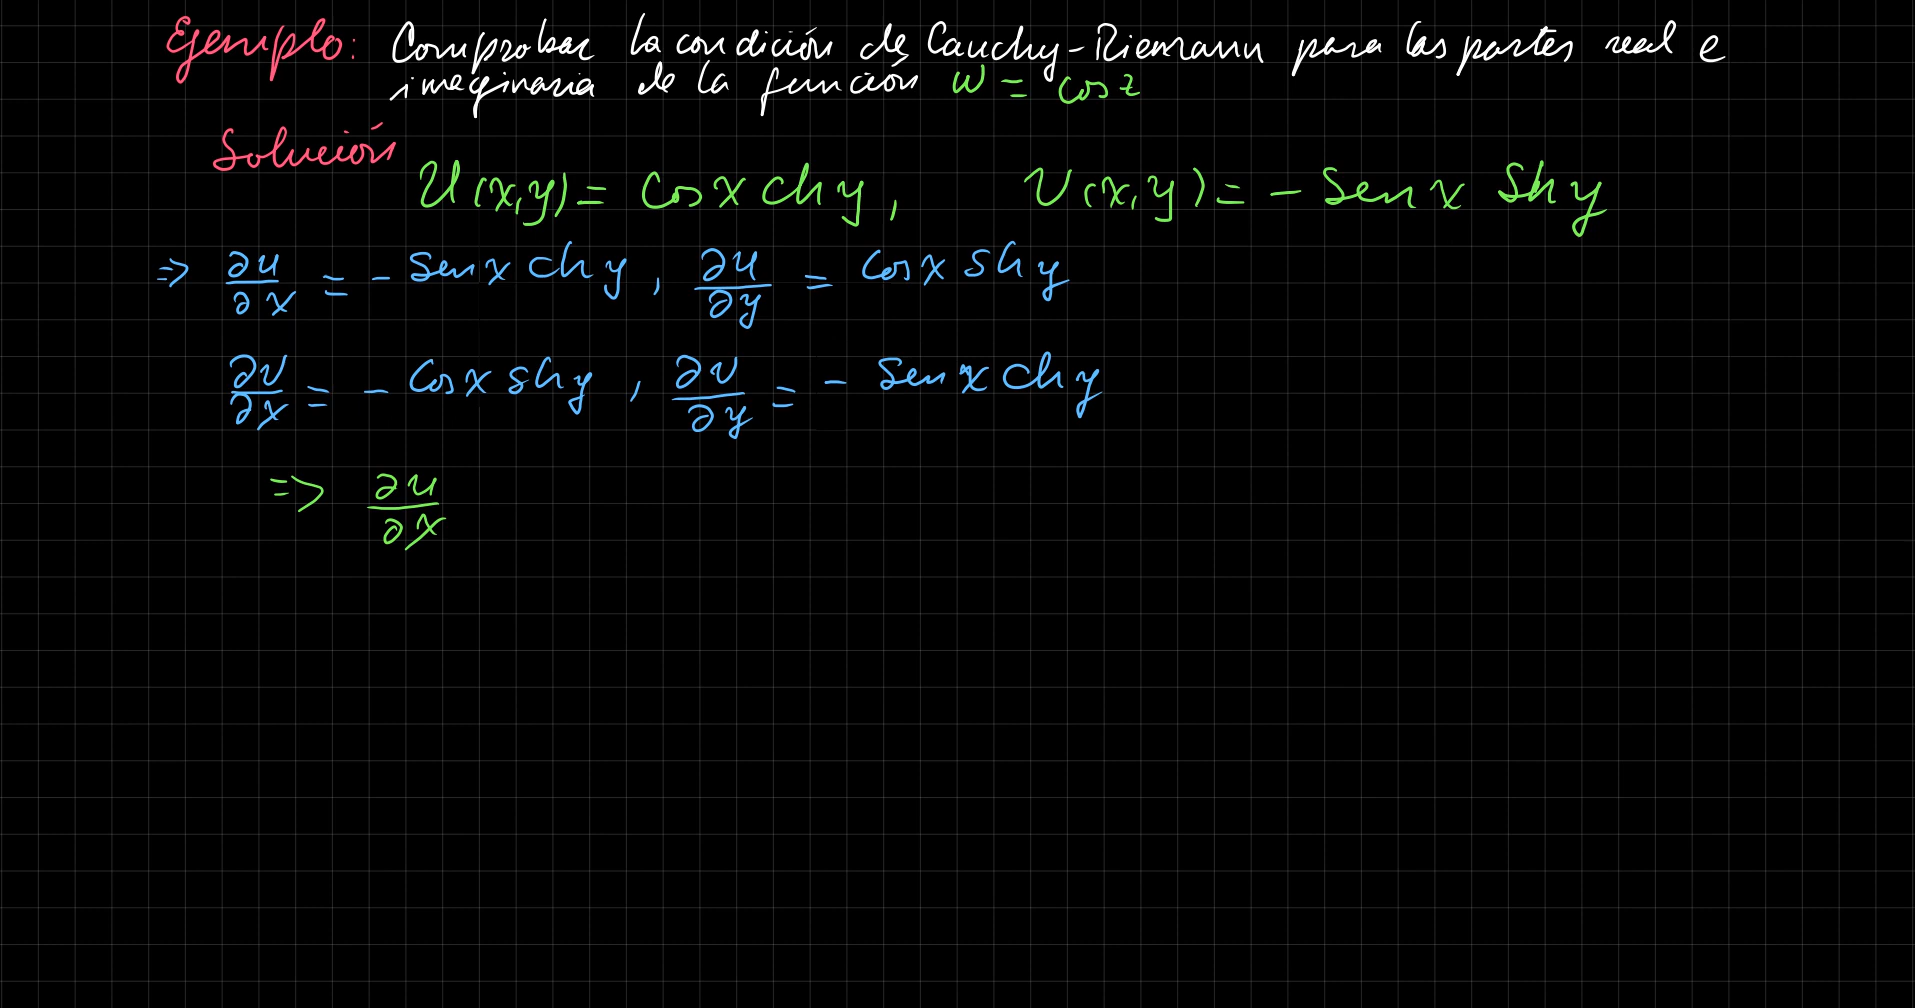 Ejemplo: Comprobar la condición de Cauchy-Riemann para las partes real e
imaginaria de la función w = cos z
Solución
u(x,y) = cos x ch y, v(x,y) = - sen x sh y
=> ∂u/∂x = - sen x ch y, ∂u/∂y = cos x sh y
∂v/∂x = - cos x sh y, ∂v/∂y = - sen x ch y
=> ∂u/∂x